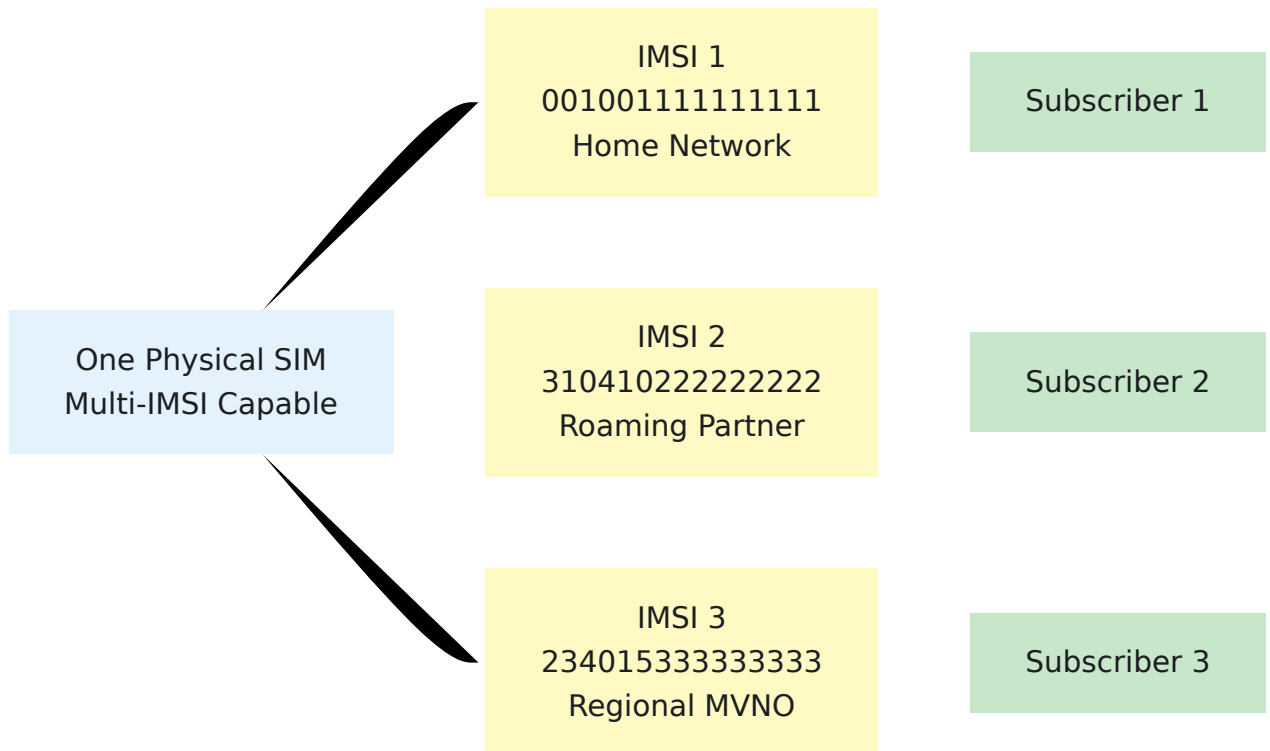 One Physical SIM
Multi-IMSI Capable
IMSI 1
001001111111111
Home Network
Subscriber 1
IMSI 2
310410222222222
Roaming Partner
Subscriber 2
IMSI 3
234015333333333
Regional MVNO
Subscriber 3